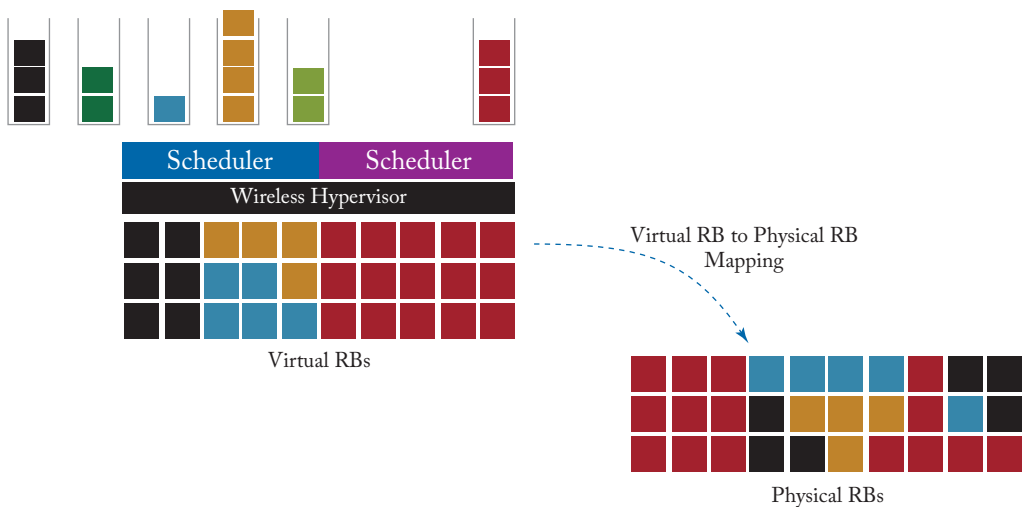 Scheduler
Scheduler
Wireless Hypervisor
Virtual RB to Physical RB
Mapping
Virtual RBs
Physical RBs